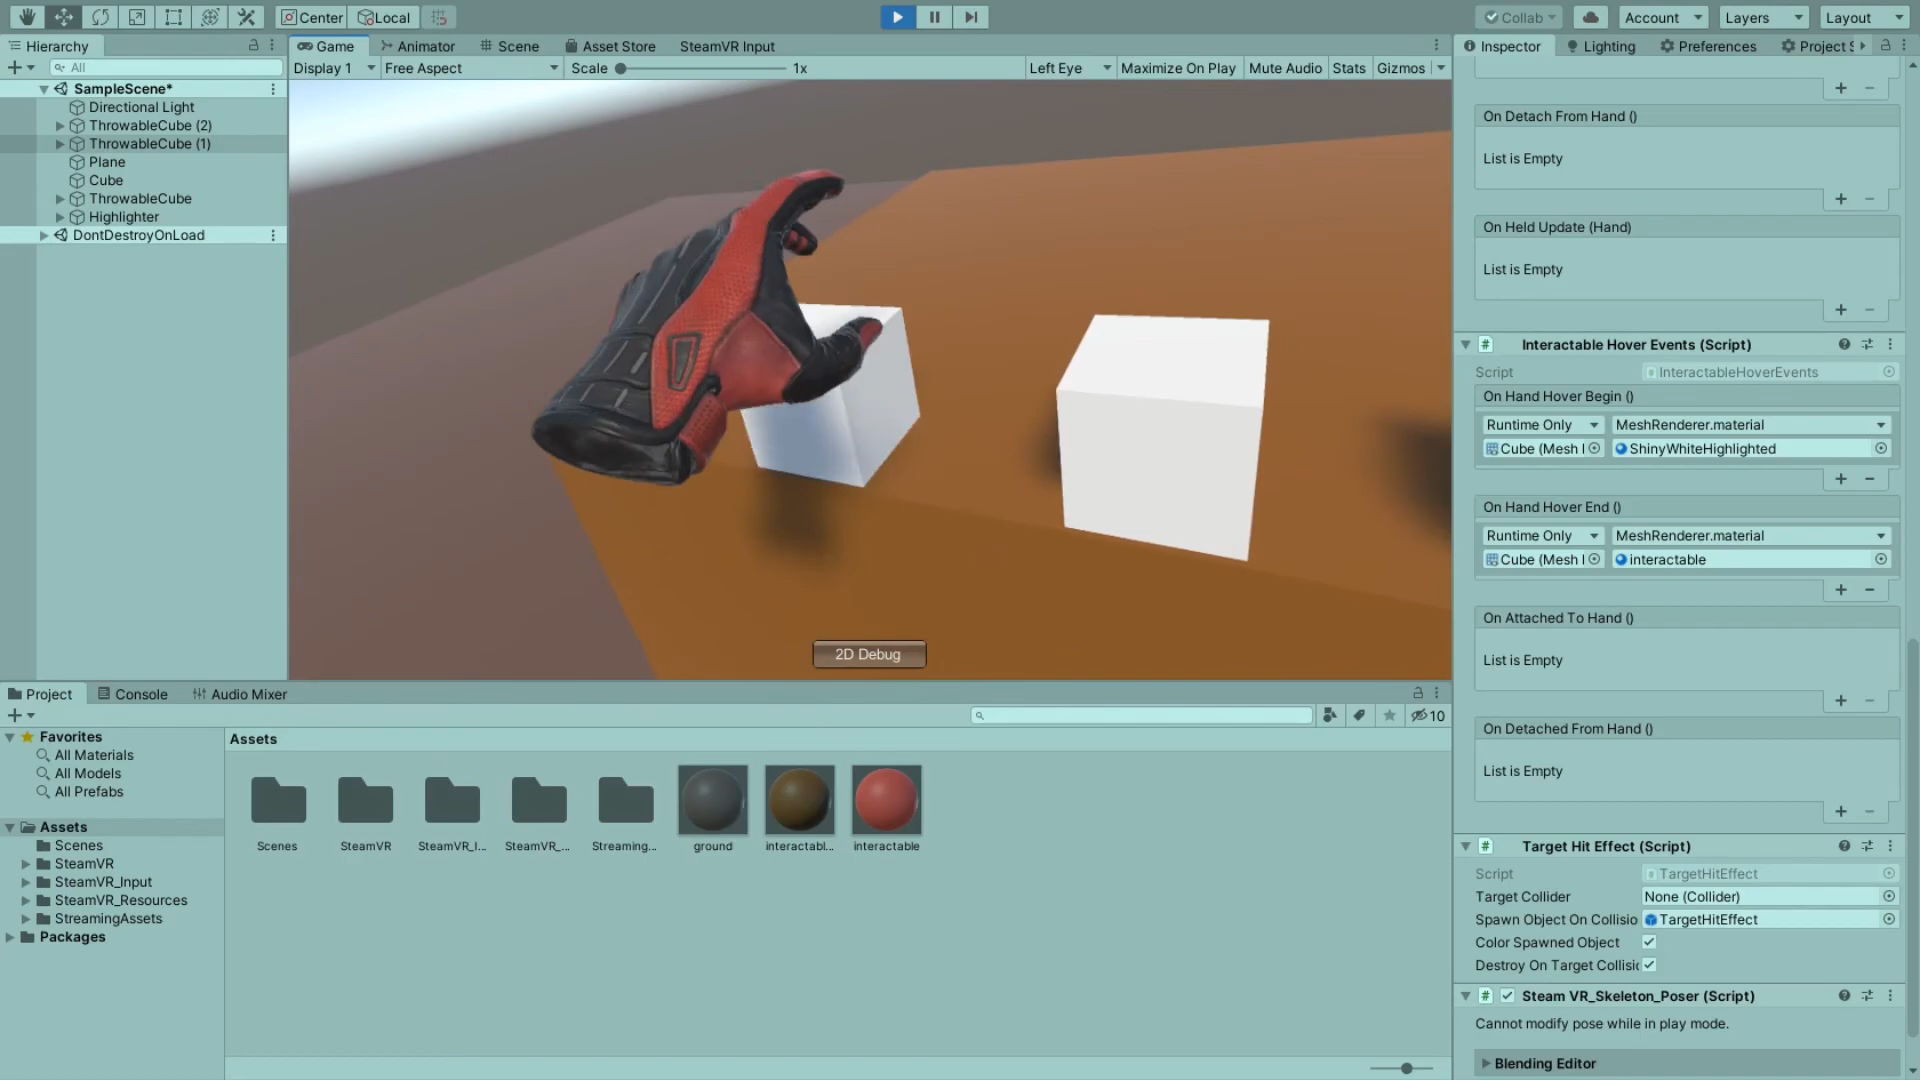 Center
Local
Collab
Account
Layers
Layout
Hierarchy
All
SampleScene*
Directional Light
ThrowableCube (2)
ThrowableCube (1)
Plane
Cube
ThrowableCube
Highlighter
DontDestroyOnLoad
Game
Animator
Scene
Asset Store
SteamVR Input
Display 1
Free Aspect
Scale
1x
Left Eye
Maximize On Play
Mute Audio
Stats
Gizmos
2D Debug
Project
Console
Audio Mixer
10
Favorites
All Materials
All Models
All Prefabs
Assets
Scenes
SteamVR
SteamVR_Input
SteamVR_Resources
StreamingAssets
Packages
Assets
Scenes
SteamVR
SteamVR_I...
SteamVR_...
Streaming...
ground
interactabl...
interactable
Inspector
Lighting
Preferences
Project S
On Detach From Hand ()
List is Empty
On Held Update (Hand)
List is Empty
Interactable Hover Events (Script)
Script
InteractableHoverEvents
On Hand Hover Begin ()
Runtime Only
MeshRenderer.material
Cube (Mesh
ShinyWhiteHighlighted
On Hand Hover End ()
Runtime Only
MeshRenderer.material
Cube (Mesh
interactable
On Attached To Hand ()
List is Empty
On Detached From Hand ()
List is Empty
Target Hit Effect (Script)
Script
TargetHitEffect
Target Collider
None (Collider)
Spawn Object On Collisio
TargetHitEffect
Color Spawned Object
Destroy On Target Collisi
Steam VR_Skeleton_Poser (Script)
Cannot modify pose while in play mode.
Blending Editor